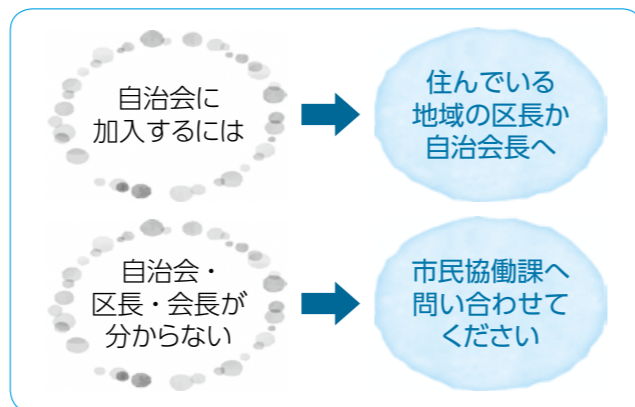 自治会に
加入するには
住んでいる
地域の区長か
自治会長へ
自治会・
区長・会長が
分からない
市民協働課へ
問い合わせて
ください